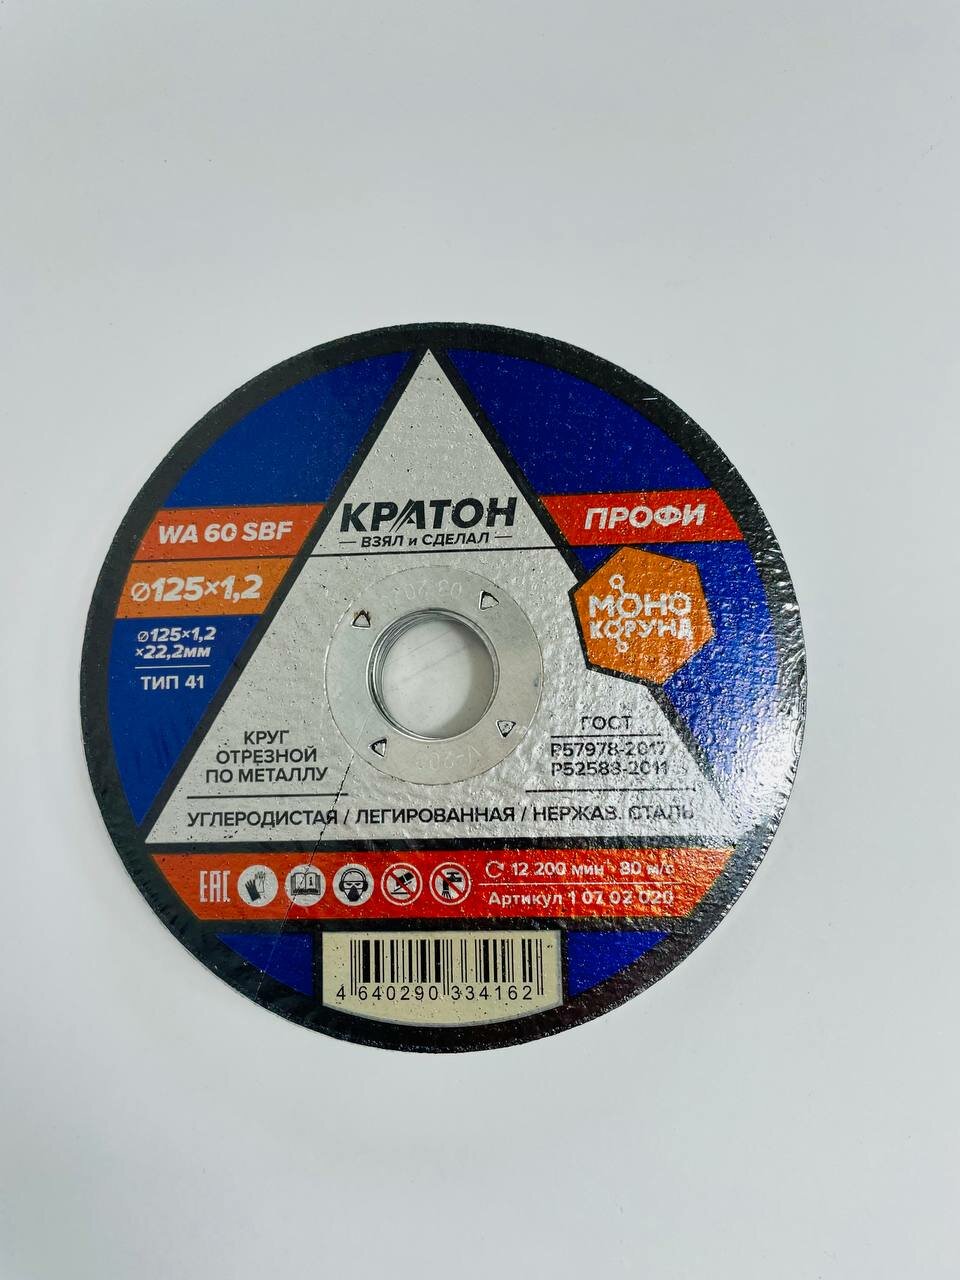 КРАТОН
ВЗЯЛ и СДЕЛАЛ
WA 60 SBF
ПРОФИ
⌀125×1,2
⌀125×1,2
×22,2мм
ТИП 41
МОНО
КОРУНД
КРУГ
ОТРЕЗНОЙ
ПО МЕТАЛЛУ
ГОСТ
Р57978-2017
Р52588-2011
УГЛЕРОДИСТАЯ / ЛЕГИРОВАННАЯ / НЕРЖАВ. СТАЛЬ
EAC
12 200 мин⁻¹ 80 м/с
Артикул 1 07 02 020
4 640290 334162